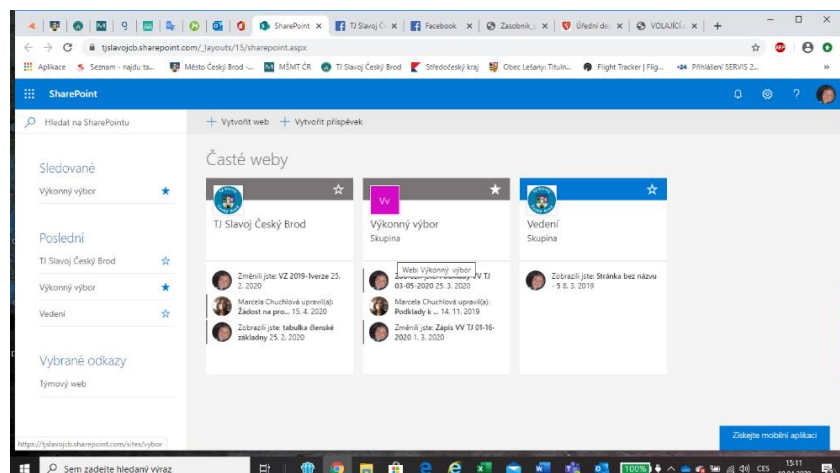 SharePoint
TJ Slavoj Č
Facebook
Zasobnik_
Úřední de
VOLAJÍCÍ
tjslavojcb.sharepoint.com/_layouts/15/sharepoint.aspx
Aplikace
Seznam - najdu ta...
Město Český Brod -...
MŠMT ČR
TJ Slavoj Český Brod
Středočeský kraj
Obec Lešany: Tituln...
Flight Tracker | Flig...
Přihlášení SERVIS 2...
SharePoint
Hledat na SharePointu
+ Vytvořit web + Vytvořit příspěvek
Časté weby
Sledované
Výkonný výbor
Poslední
TJ Slavoj Český Brod
Výkonný výbor
Vedení
Vybrané odkazy
Týmový web
TJ Slavoj Český Brod
Změnili jste: VZ 2019-1verze 25.
2. 2020
Marcela Chuchlová upravil(a):
Žádost na pro... 15. 4. 2020
Zobrazili jste: tabulka členské
základny 25. 2. 2020
Vv
Výkonný výbor
Skupina
Web: Výkonný výbor
03-05-2020 25. 3. 2020
Marcela Chuchlová upravil(a):
Podklady k ... 14. 11. 2019
Změnili jste: Zápis VV TJ 01-16-
2020 1. 3. 2020
Vedení
Skupina
Zobrazili jste: Stránka bez názvu
- 5 8. 3. 2019
Získejte mobilní aplikaci
https://tjslavojcb.sharepoint.com/sites/vybor
Sem zadejte hledaný výraz
100%
CES
15:11